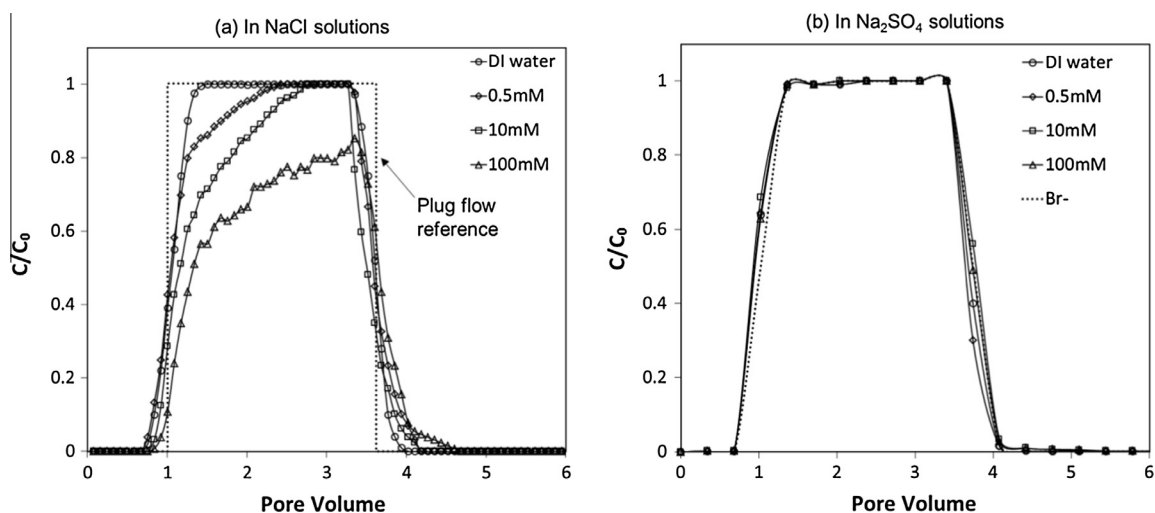 (a) In NaCl solutions
DI water
0.5mM
10mM
100mM
Plug flow
reference
C/C₀
1
0.8
0.6
0.4
0.2
0
0 1 2 3 4 5 6
Pore Volume
(b) In Na₂SO₄ solutions
DI water
0.5mM
10mM
100mM
Br-
C/C₀
1
0.8
0.6
0.4
0.2
0
0 1 2 3 4 5 6
Pore Volume